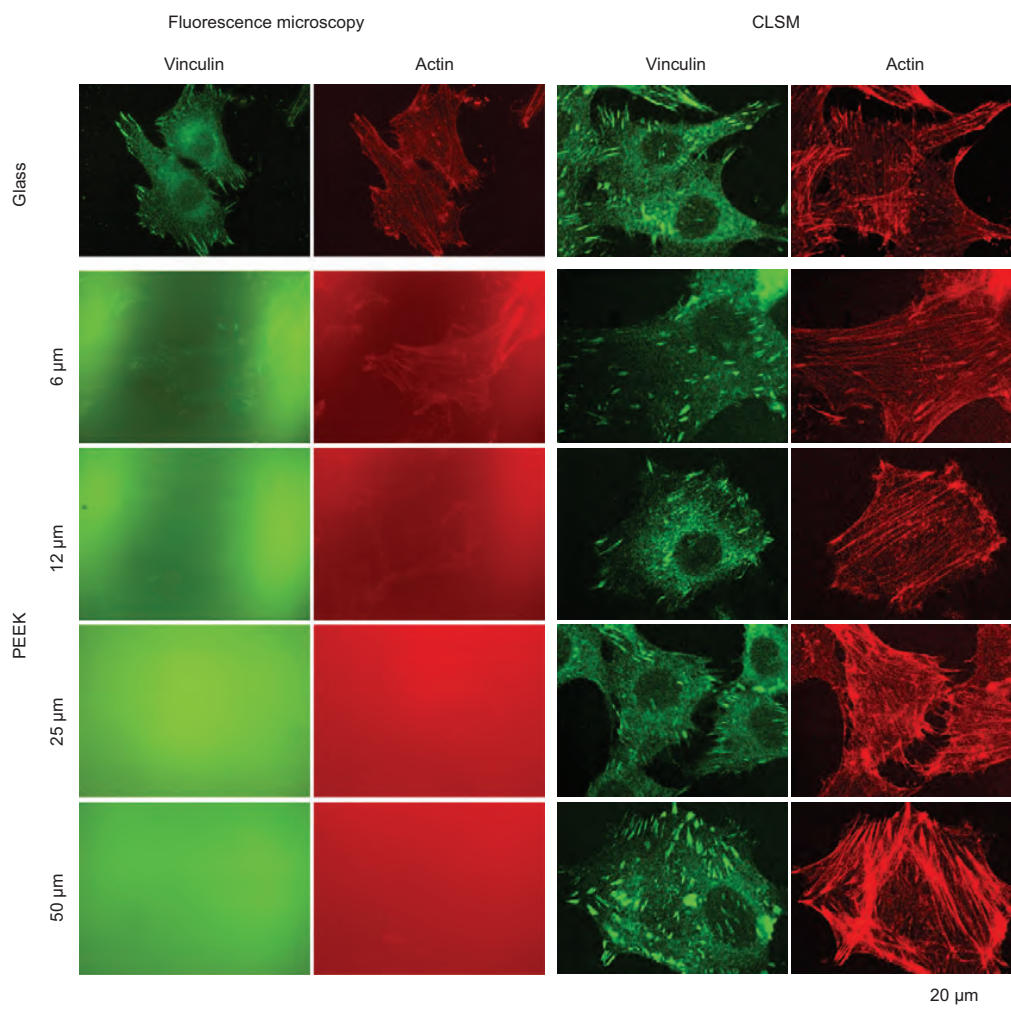 Fluorescence microscopy CLSM
Vinculin Actin Vinculin Actin
Glass
6 µm
12 µm
PEEK
25 µm
50 µm
20 µm